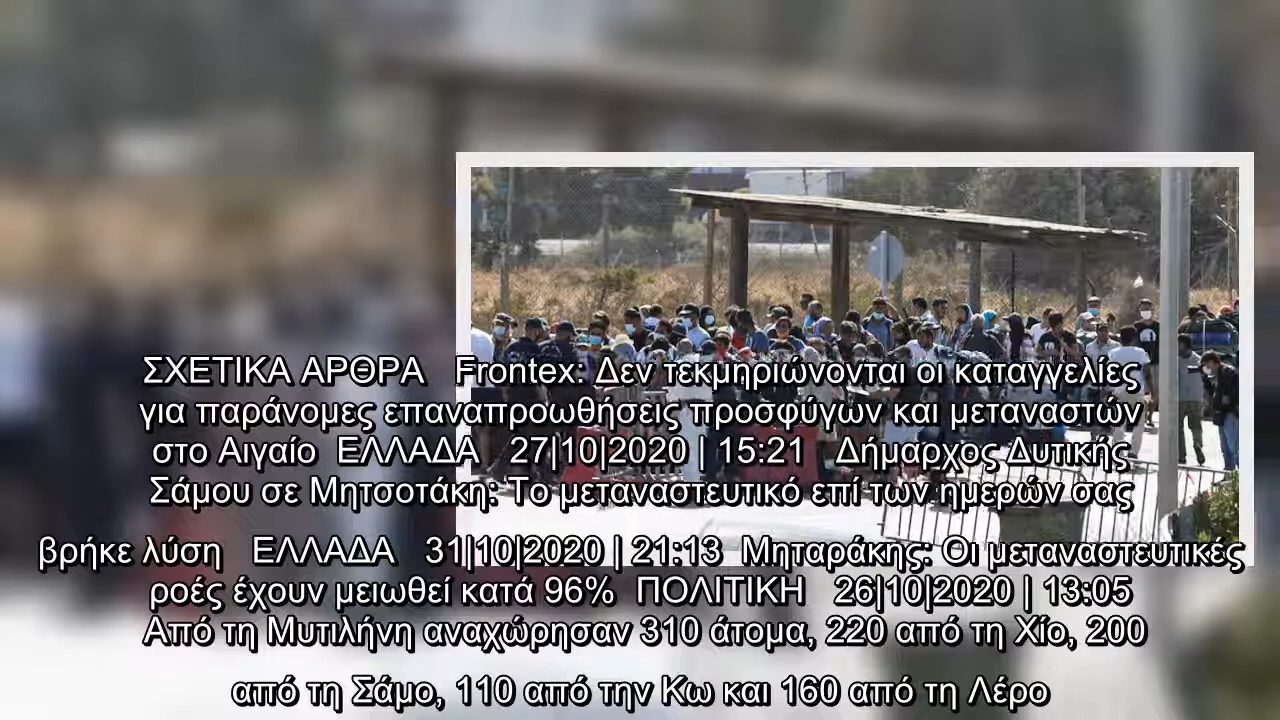 ΣΧΕΤΙΚΑ ΑΡΘΡΑ   Frontex: Δεν τεκμηριώνονται οι καταγγελίες
για παράνομες επαναπροωθήσεις προσφύγων και μεταναστών
στο Αιγαίο  ΕΛΛΑΔΑ   27|10|2020 | 15:21   Δήμαρχος Δυτικής
Σάμου σε Μητσοτάκη: Το μεταναστευτικό επί των ημερών σας
βρήκε λύση   ΕΛΛΑΔΑ   31|10|2020 | 21:13  Μηταράκης: Οι μεταναστευτικές
ροές έχουν μειωθεί κατά 96%  ΠΟΛΙΤΙΚΗ   26|10|2020 | 13:05
Από τη Μυτιλήνη αναχώρησαν 310 άτομα, 220 από τη Χίο, 200
από τη Σάμο, 110 από την Κω και 160 από τη Λέρο